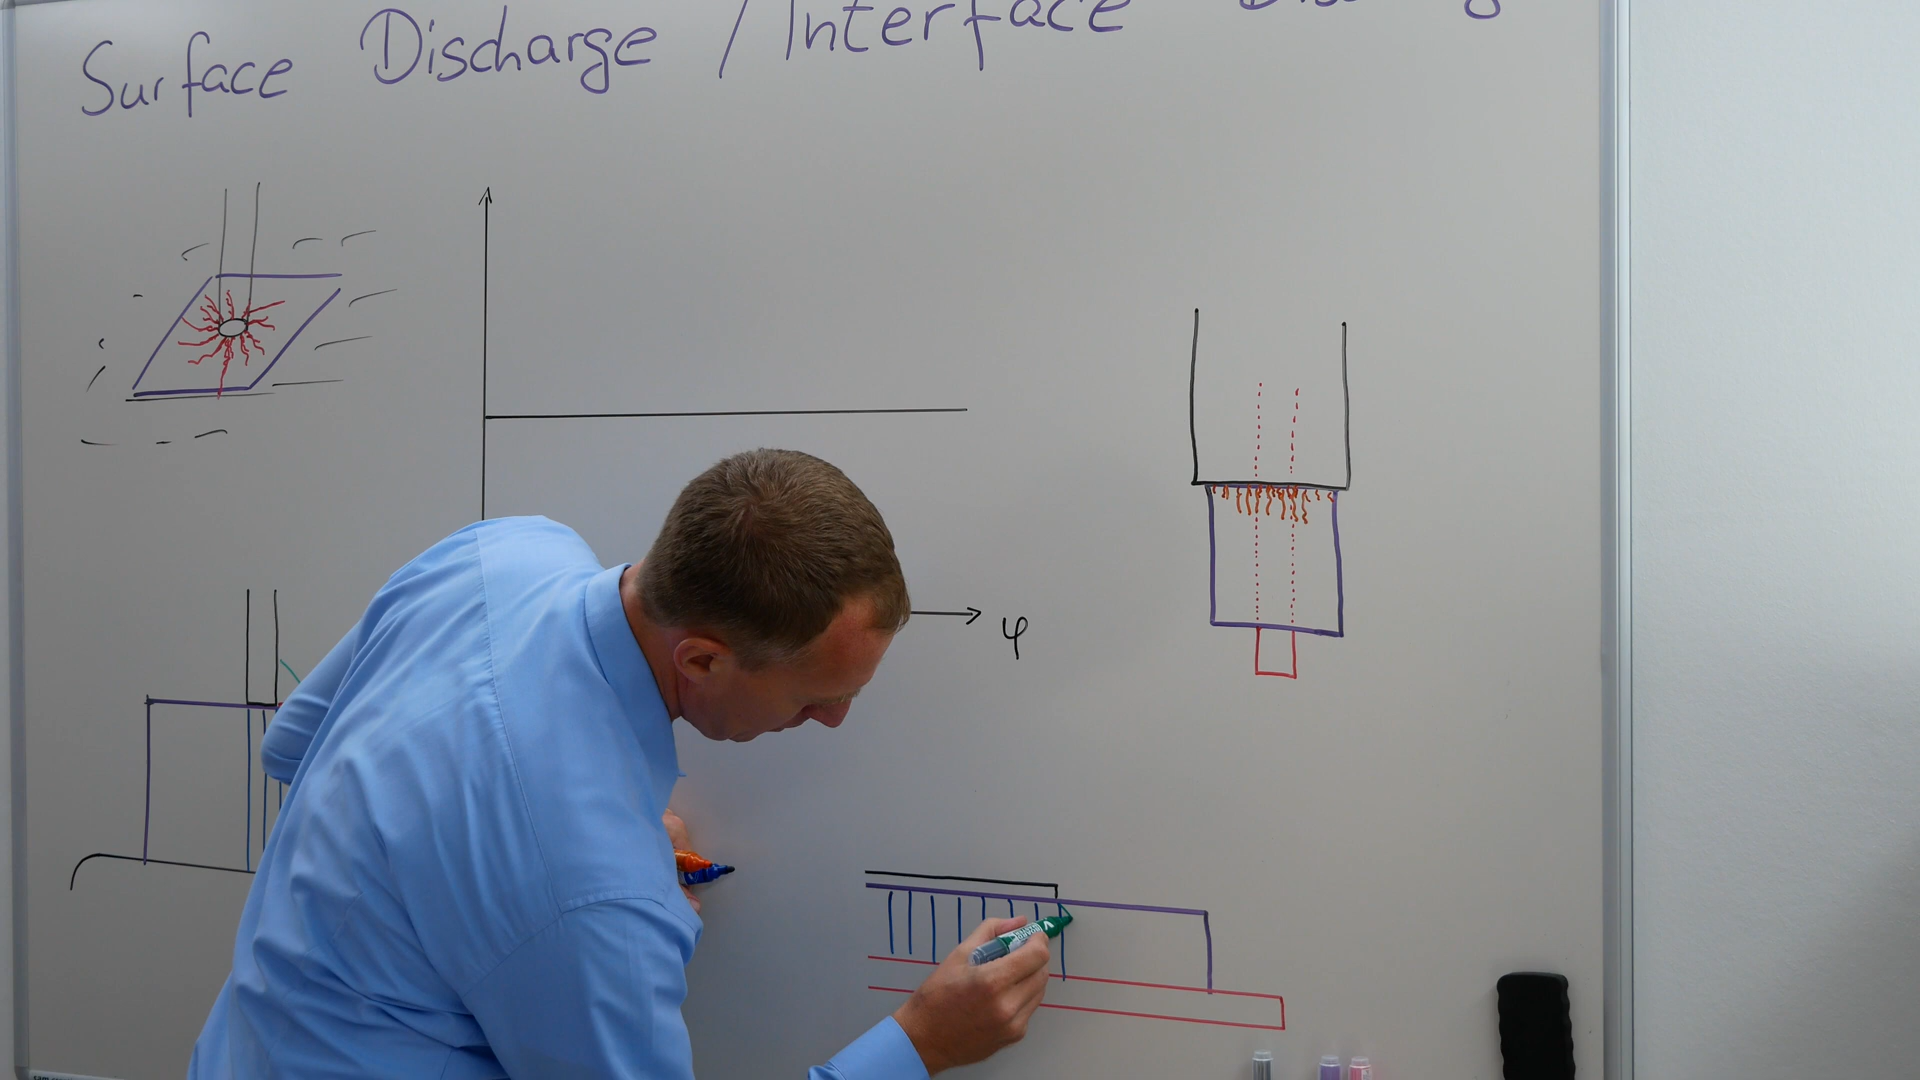 Surface Discharge / Interface
φ